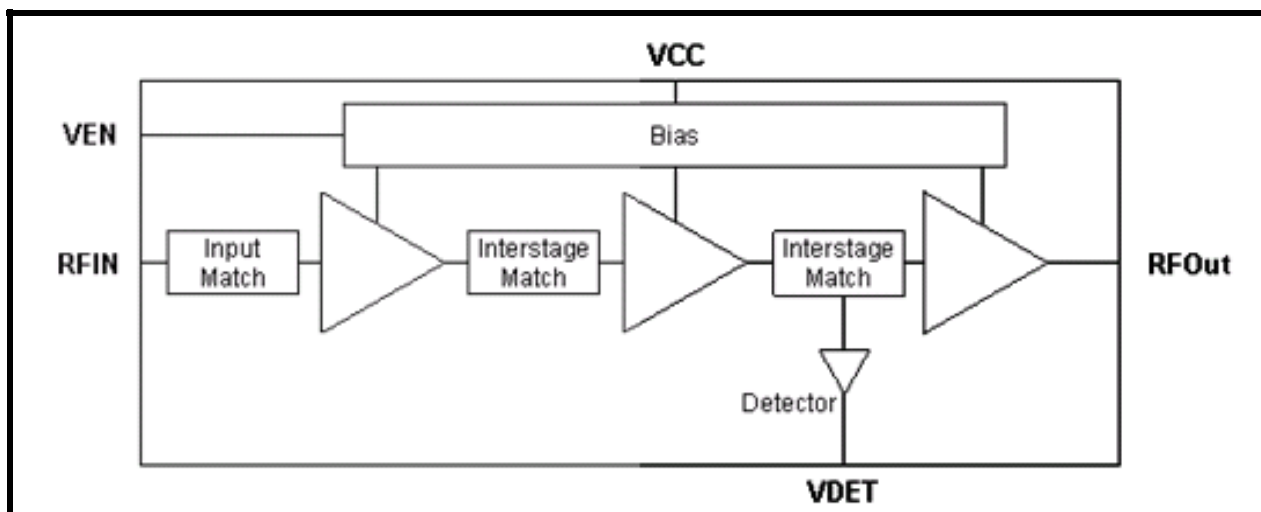 VCC
VEN
Bias
RFIN
Input
Match
Interstage
Match
Interstage
Match
RFOut
Detector
VDET